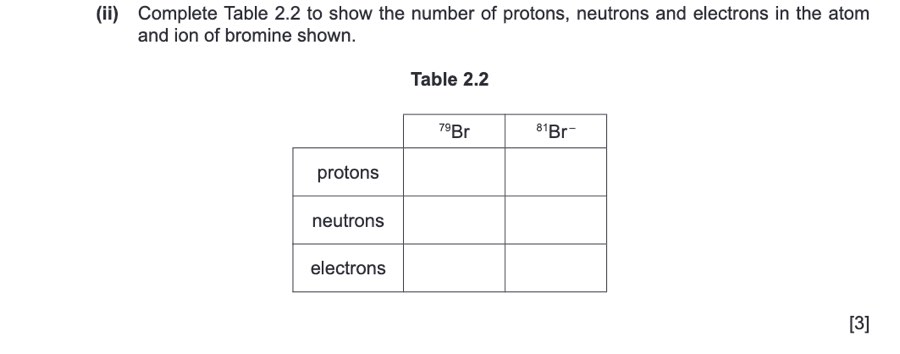 (ii) Complete Table 2.2 to show the number of protons, neutrons and electrons in the atom
and ion of bromine shown.
Table 2.2
⁷⁹Br ⁸¹Br⁻
protons
neutrons
electrons
[3]